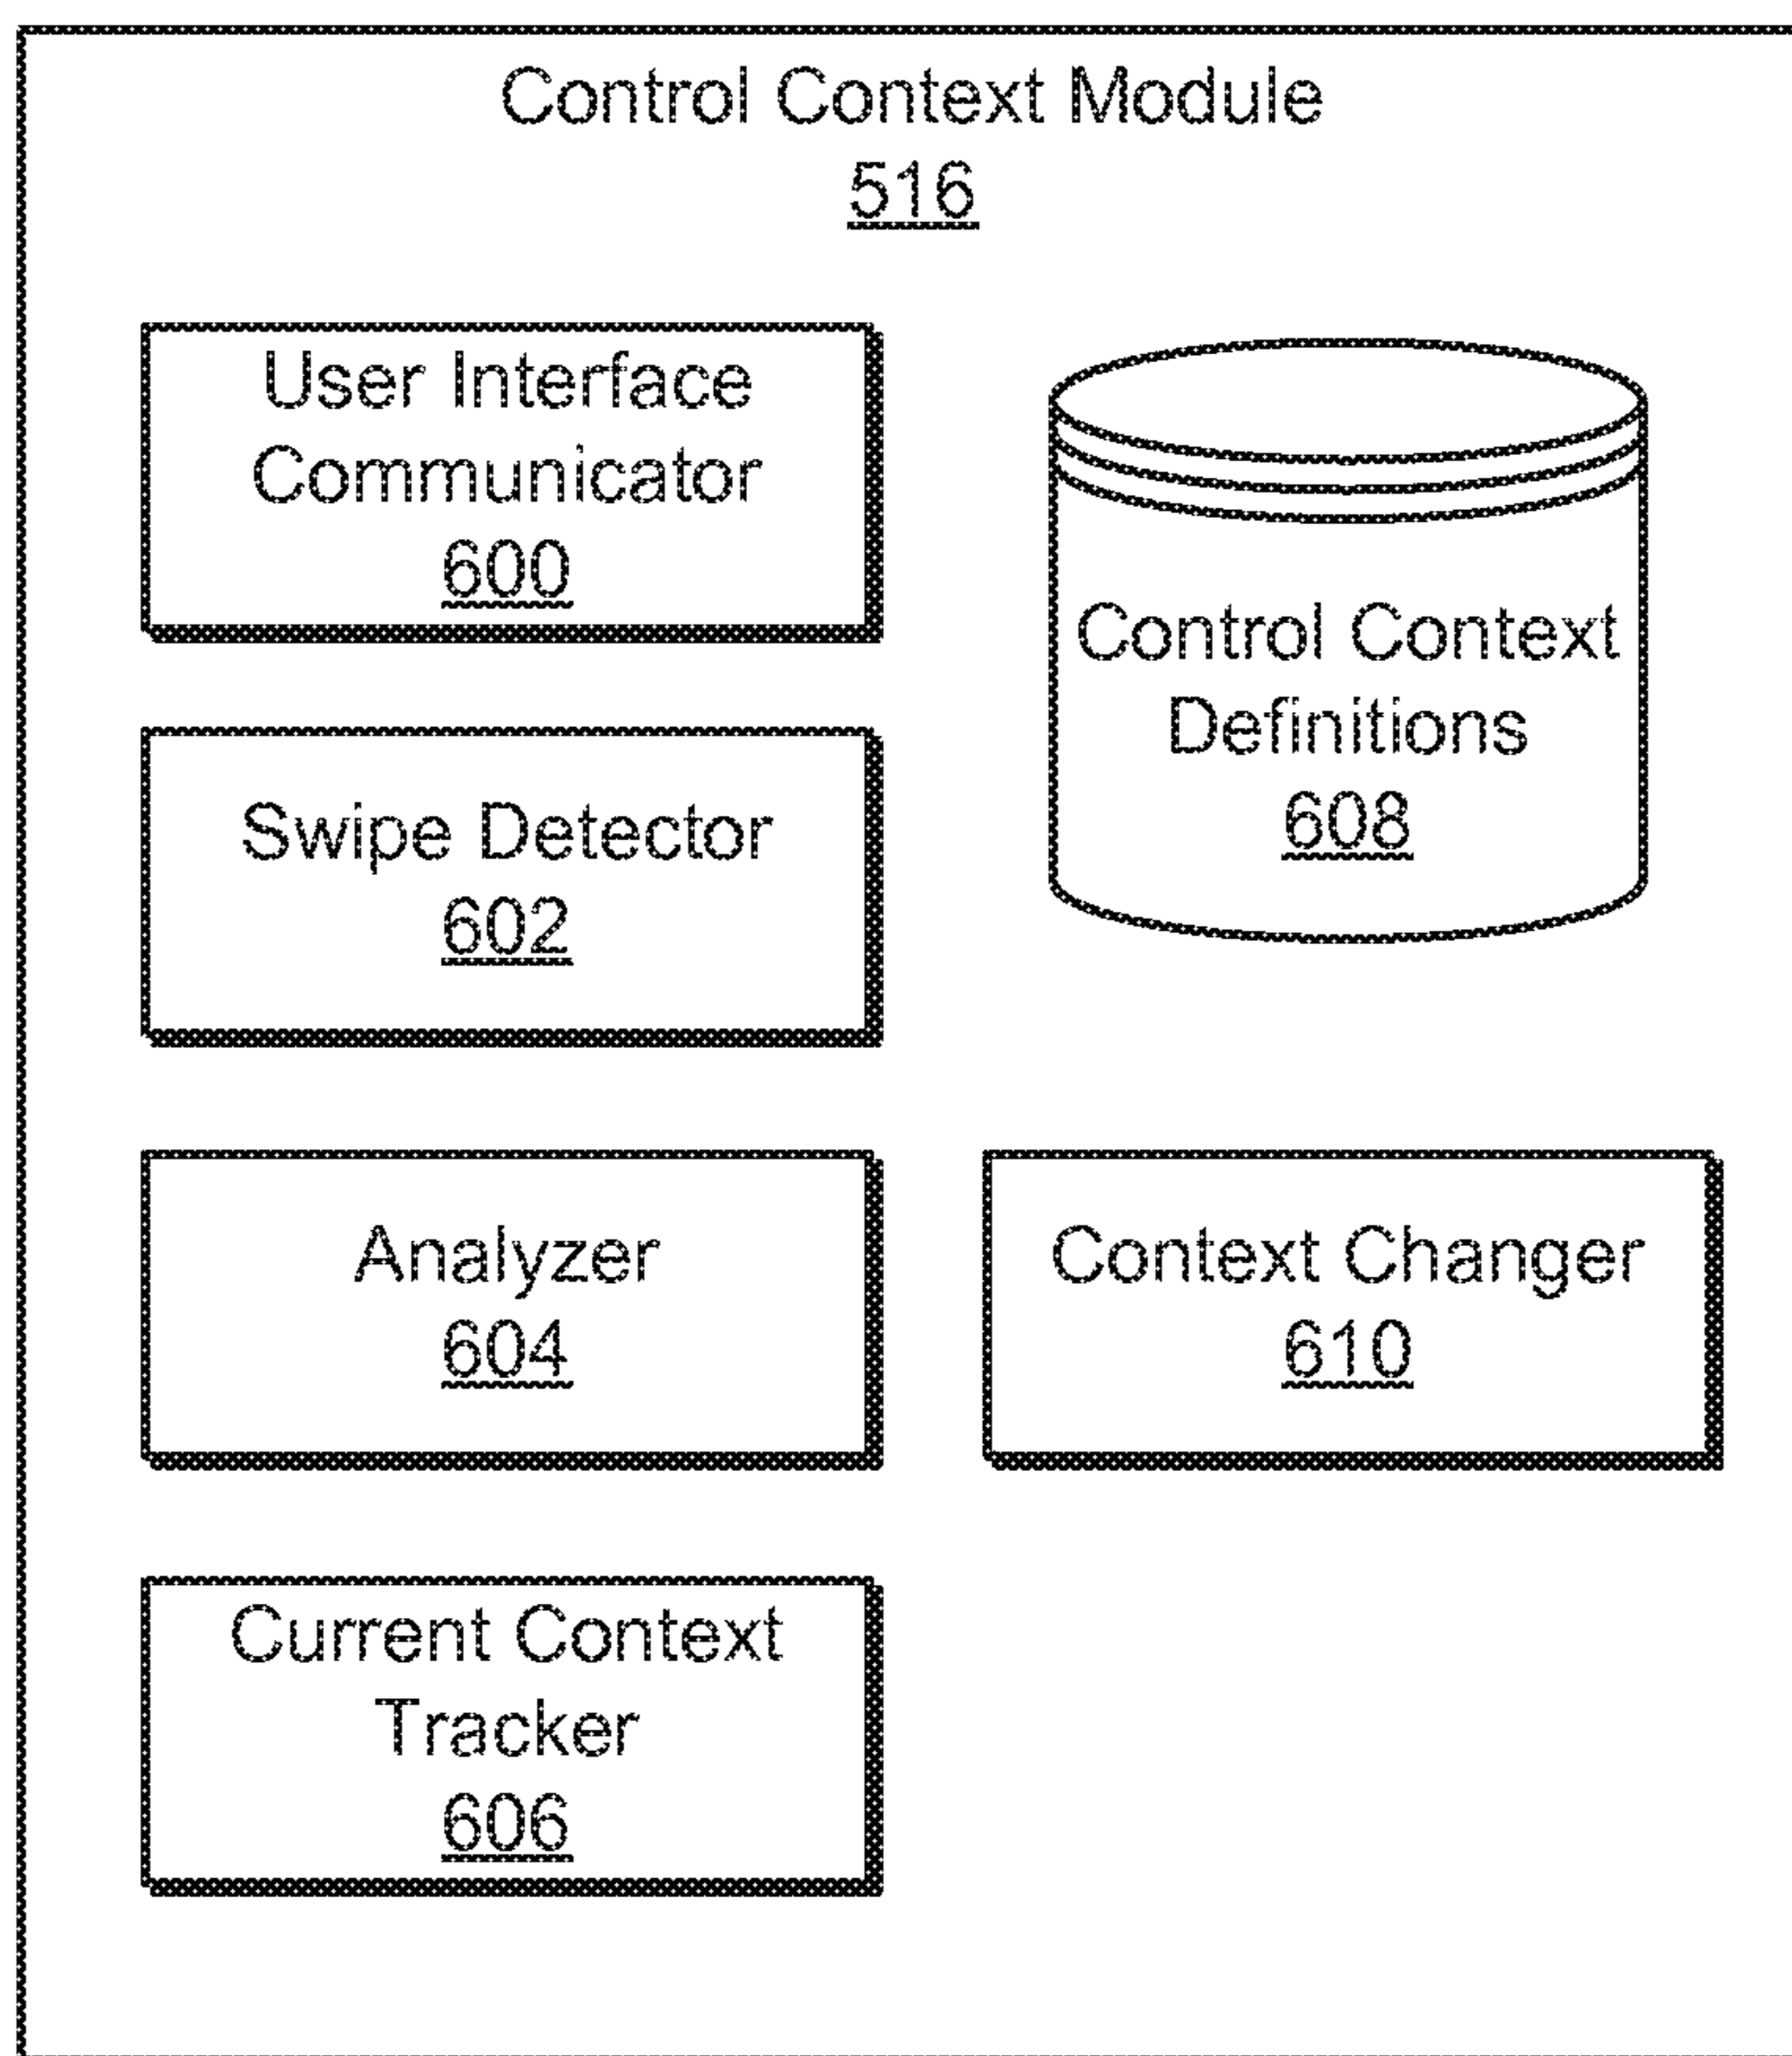 Control Context Module
516
User Interface
Communicator
600
Control Context
Definitions
608
Swipe Detector
602
Analyzer
604
Context Changer
610
Current Context
Tracker
606